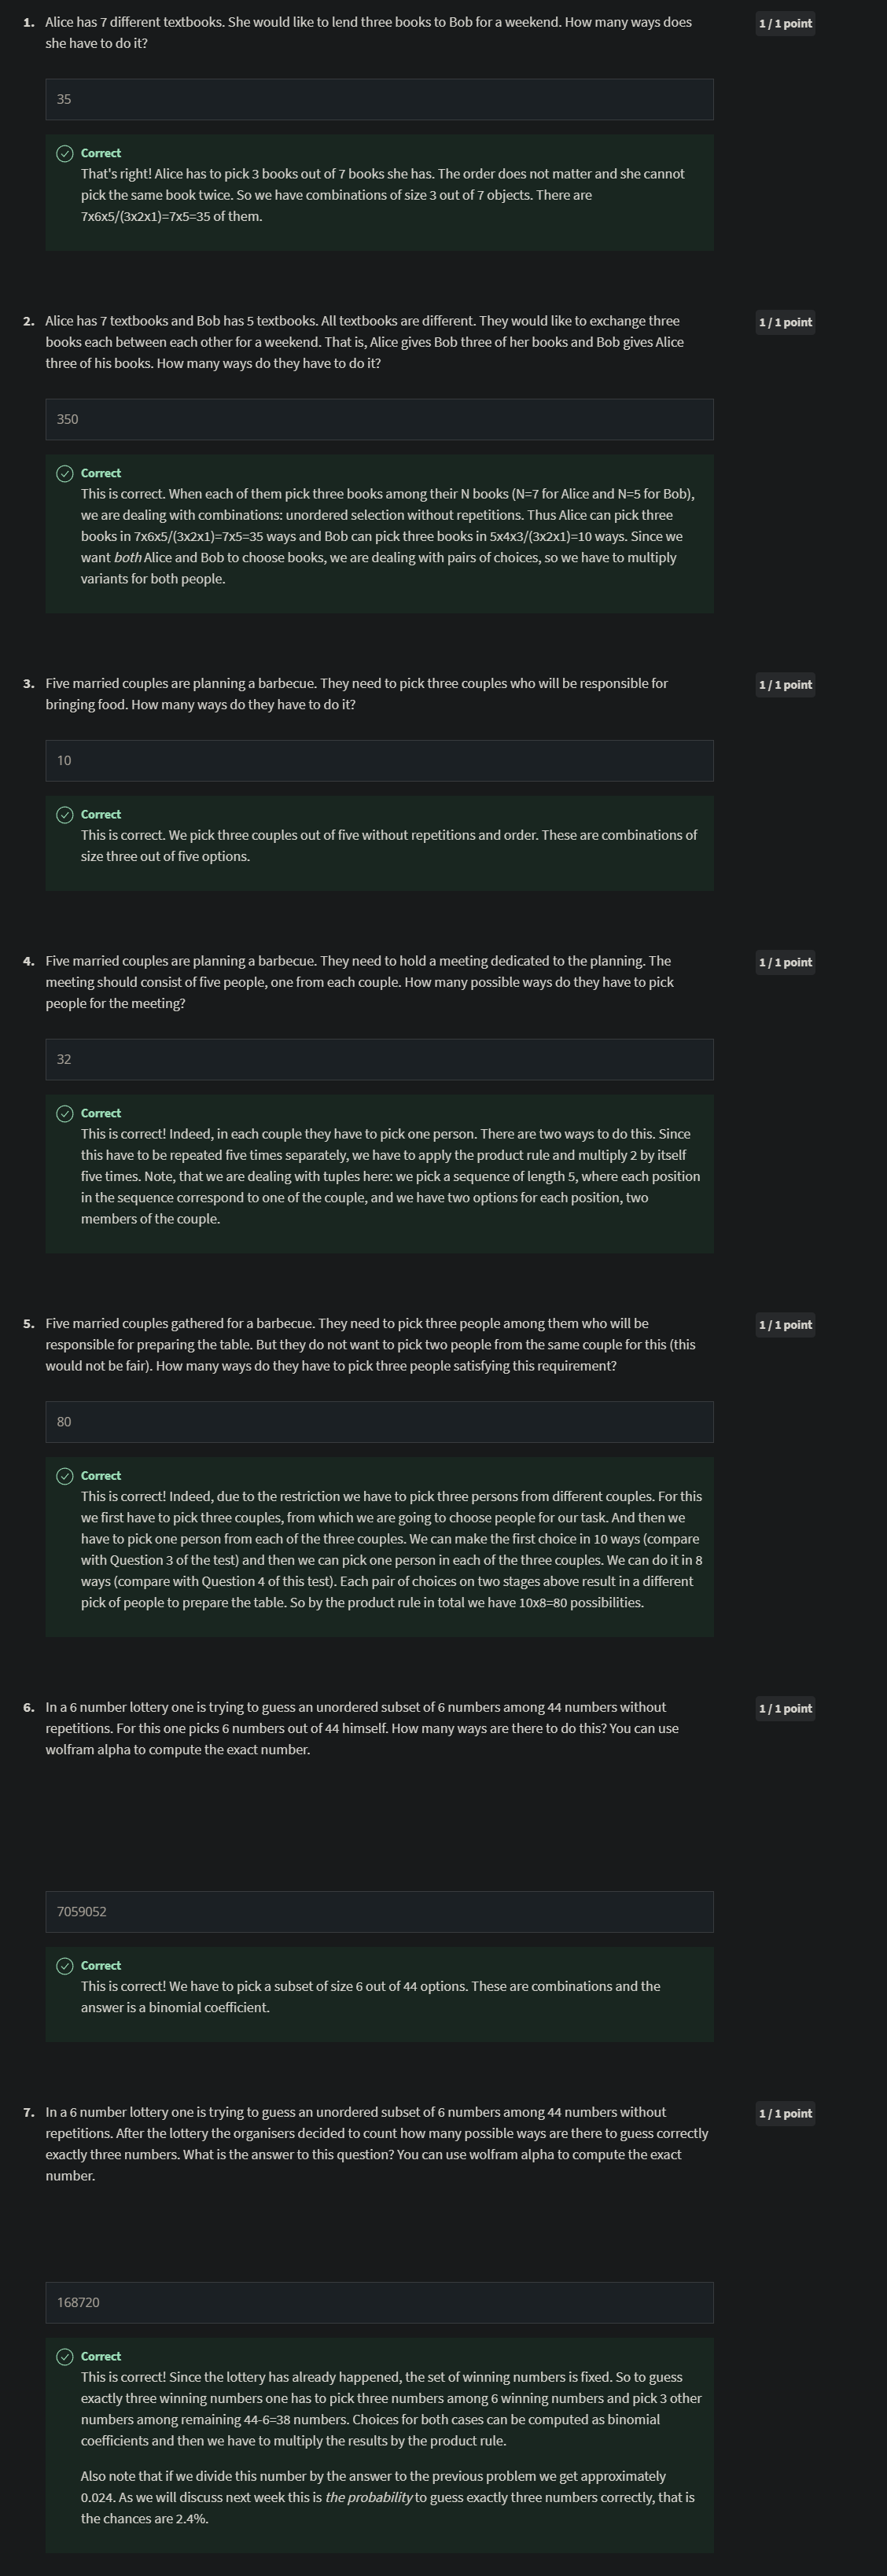 1. Alice has 7 different textbooks. She would like to lend three books to Bob for a weekend. How many ways does
she have to do it?
1 / 1 point
35
Correct
That's right! Alice has to pick 3 books out of 7 books she has. The order does not matter and she cannot
pick the same book twice. So we have combinations of size 3 out of 7 objects. There are
7x6x5/(3x2x1)=7x5=35 of them.
2. Alice has 7 textbooks and Bob has 5 textbooks. All textbooks are different. They would like to exchange three
books each between each other for a weekend. That is, Alice gives Bob three of her books and Bob gives Alice
three of his books. How many ways do they have to do it?
1 / 1 point
350
Correct
This is correct. When each of them pick three books among their N books (N=7 for Alice and N=5 for Bob),
we are dealing with combinations: unordered selection without repetitions. Thus Alice can pick three
books in 7x6x5/(3x2x1)=7x5=35 ways and Bob can pick three books in 5x4x3/(3x2x1)=10 ways. Since we
want both Alice and Bob to choose books, we are dealing with pairs of choices, so we have to multiply
variants for both people.
3. Five married couples are planning a barbecue. They need to pick three couples who will be responsible for
bringing food. How many ways do they have to do it?
1 / 1 point
10
Correct
This is correct. We pick three couples out of five without repetitions and order. These are combinations of
size three out of five options.
4. Five married couples are planning a barbecue. They need to hold a meeting dedicated to the planning. The
meeting should consist of five people, one from each couple. How many possible ways do they have to pick
people for the meeting?
1 / 1 point
32
Correct
This is correct! Indeed, in each couple they have to pick one person. There are two ways to do this. Since
this have to be repeated five times separately, we have to apply the product rule and multiply 2 by itself
five times. Note, that we are dealing with tuples here: we pick a sequence of length 5, where each position
in the sequence correspond to one of the couple, and we have two options for each position, two
members of the couple.
5. Five married couples gathered for a barbecue. They need to pick three people among them who will be
responsible for preparing the table. But they do not want to pick two people from the same couple for this (this
would not be fair). How many ways do they have to pick three people satisfying this requirement?
1 / 1 point
80
Correct
This is correct! Indeed, due to the restriction we have to pick three persons from different couples. For this
we first have to pick three couples, from which we are going to choose people for our task. And then we
have to pick one person from each of the three couples. We can make the first choice in 10 ways (compare
with Question 3 of the test) and then we can pick one person in each of the three couples. We can do it in 8
ways (compare with Question 4 of this test). Each pair of choices on two stages above result in a different
pick of people to prepare the table. So by the product rule in total we have 10x8=80 possibilities.
6. In a 6 number lottery one is trying to guess an unordered subset of 6 numbers among 44 numbers without
repetitions. For this one picks 6 numbers out of 44 himself. How many ways are there to do this? You can use
wolfram alpha to compute the exact number.
1 / 1 point
7059052
Correct
This is correct! We have to pick a subset of size 6 out of 44 options. These are combinations and the
answer is a binomial coefficient.
7. In a 6 number lottery one is trying to guess an unordered subset of 6 numbers among 44 numbers without
repetitions. After the lottery the organisers decided to count how many possible ways are there to guess correctly
exactly three numbers. What is the answer to this question? You can use wolfram alpha to compute the exact
number.
1 / 1 point
168720
Correct
This is correct! Since the lottery has already happened, the set of winning numbers is fixed. So to guess
exactly three winning numbers one has to pick three numbers among 6 winning numbers and pick 3 other
numbers among remaining 44-6=38 numbers. Choices for both cases can be computed as binomial
coefficients and then we have to multiply the results by the product rule.
Also note that if we divide this number by the answer to the previous problem we get approximately
0.024. As we will discuss next week this is the probability to guess exactly three numbers correctly, that is
the chances are 2.4%.